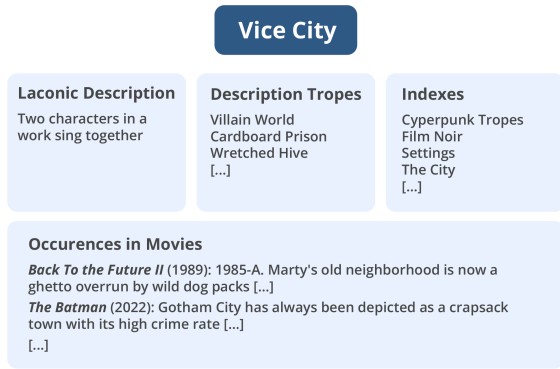 Vice City
Laconic Description
Two characters in a
work sing together
Description Tropes
Villain World
Cardboard Prison
Wretched Hive
[...]
Indexes
Cyperpunk Tropes
Film Noir
Settings
The City
[...]
Occurences in Movies
Back To the Future II (1989): 1985-A. Marty's old neighborhood is now a
ghetto overrun by wild dog packs [...]
The Batman (2022): Gotham City has always been depicted as a crapsack
town with its high crime rate [...]
[...]